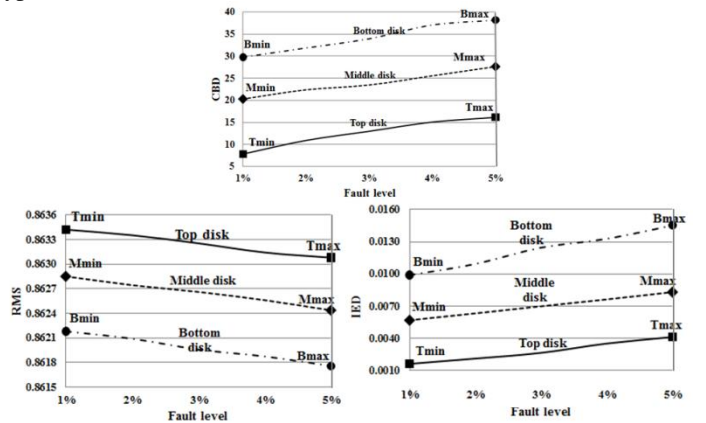 40
35
30
25
20
15
10
5
CBD
Bmin
Bottom disk
Bmax
Mmin
Middle disk
Mmax
Tmin
Top disk
Tmax
1% 2% 3% 4% 5%
Fault level
0.8636
0.8633
0.8630
0.8627
0.8624
0.8621
0.8618
0.8615
RMS
Tmin
Top disk
Tmax
Mmin
Middle disk
Mmax
Bmin
Bottom
disk
Bmax
1% 2% 3% 4% 5%
Fault level
0.0160
0.0130
0.0100
0.0070
0.0040
0.0010
IED
Bmin
Bottom
disk
Bmax
Mmin
Middle
disk
Mmax
Tmin
Top disk
Tmax
1% 2% 3% 4% 5%
Fault level